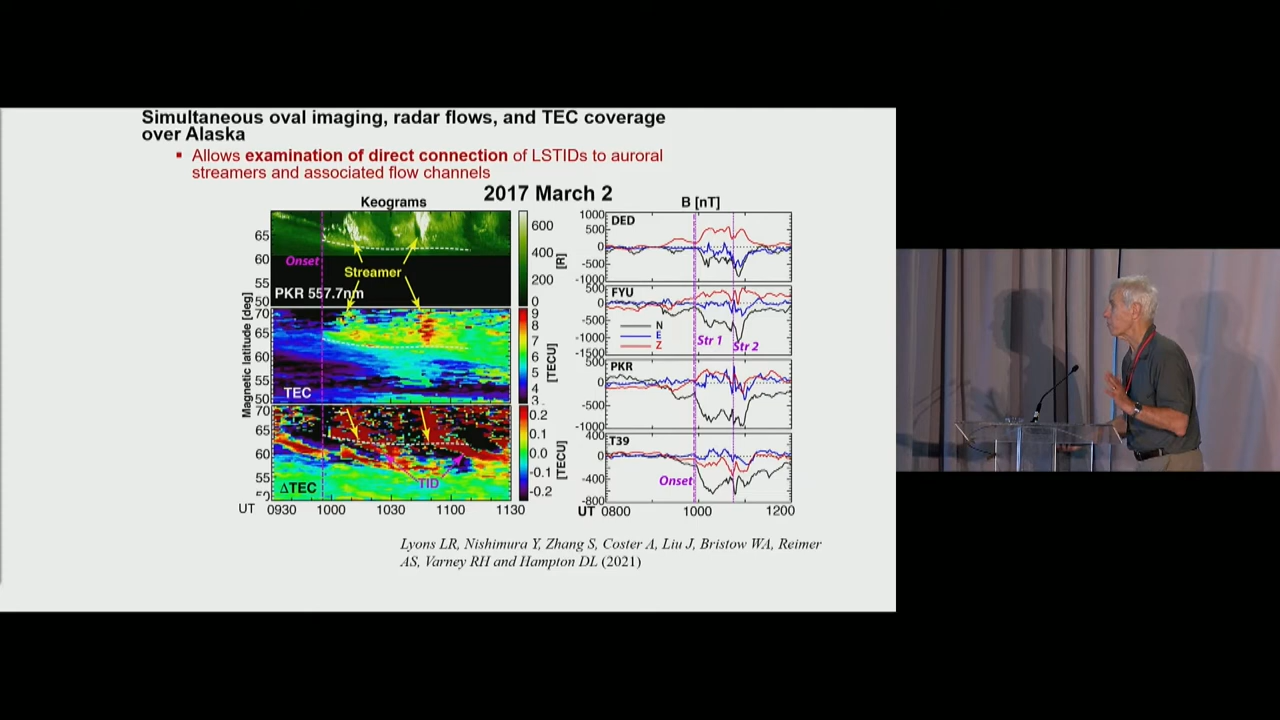 Simultaneous oval imaging, radar flows, and TEC coverage
over Alaska
Allows examination of direct connection of LSTIDs to auroral
streamers and associated flow channels
2017 March 2
Keograms
65
60
55
50
Onset
Streamer
PKR 557.7nm
600
400
200
0
[R]
Magnetic latitude [deg]
70
65
60
55
50
TEC
9
8
7
6
5
4
3
[TECU]
70
65
60
55
50
ΔTEC
TID
0.2
0.1
0.0
-0.1
-0.2
[TECU]
UT 0930 1000 1030 1100 1130
B [nT]
DED
1000
500
0
-500
-1000
FYU
500
0
-500
-1000
-1500
N
E
Z
Str 1
Str 2
PKR
500
0
-500
-1000
T39
400
0
-400
-800
Onset
UT 0800 1000 1200
Lyons LR, Nishimura Y, Zhang S, Coster A, Liu J, Bristow WA, Reimer
AS, Varney RH and Hampton DL (2021)